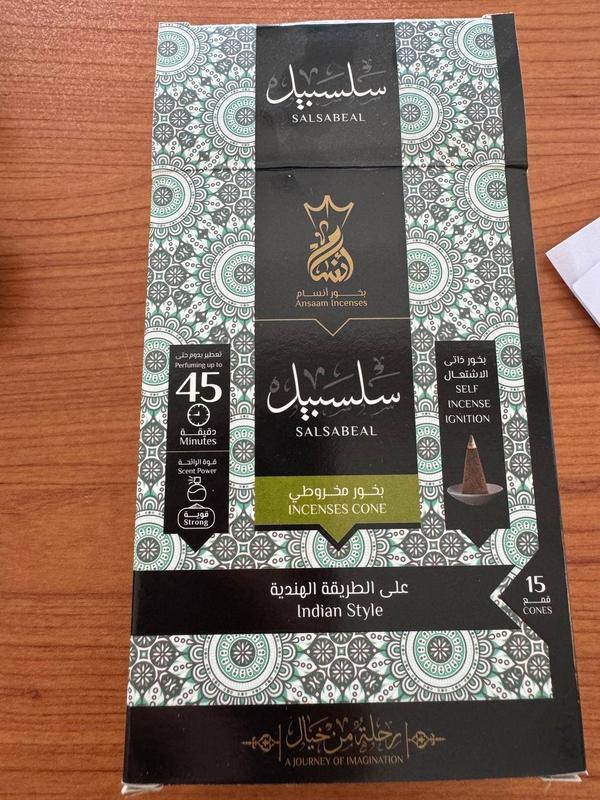 سلسبيل
SALSABEAL
أنسام
بخور أنسام
Ansaam Incenses
تعطير يدوم حتى
Perfuming up to
45
دقيقة
Minutes
قوة الرائحة
Scent Power
قوية
Strong
سلسبيل
SALSABEAL
بخور مخروطي
INCENSES CONE
بخور ذاتي
الاشتعال
SELF
INCENSE
IGNITION
على الطريقة الهندية
Indian Style
15
قمع
CONES
رحلة من خيال
A JOURNEY OF IMAGINATION